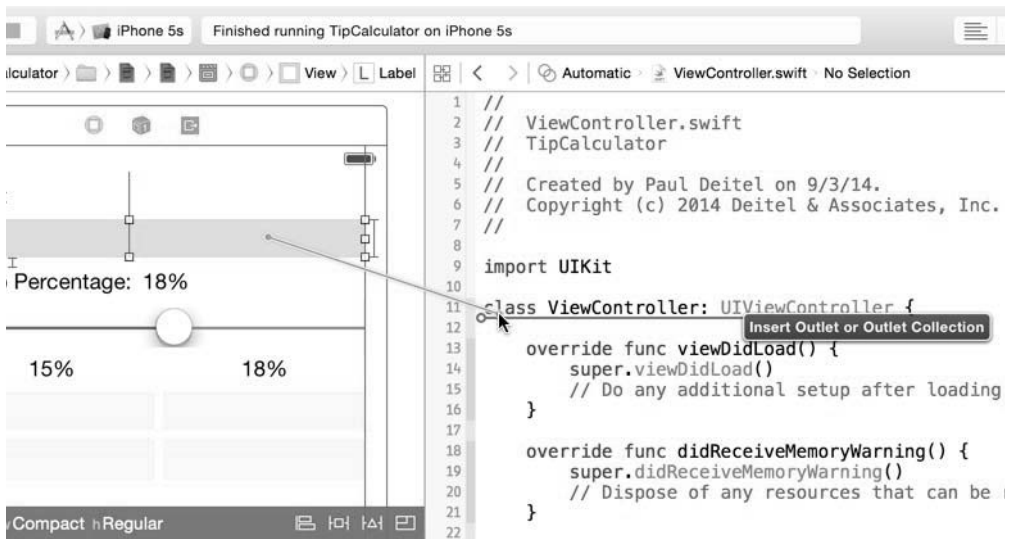 iPhone 5s Finished running TipCalculator on iPhone 5s
lculator View L Label Automatic ViewController.swift No Selection
1 //
2 // ViewController.swift
3 // TipCalculator
4 //
5 // Created by Paul Deitel on 9/3/14.
6 // Copyright (c) 2014 Deitel & Associates, Inc.
7 //
8
9 import UIKit
10
11 class ViewController: UIViewController {
Insert Outlet or Outlet Collection
12
13 override func viewDidLoad() {
14 super.viewDidLoad()
15 // Do any additional setup after loading
16 }
17
18 override func didReceiveMemoryWarning() {
19 super.didReceiveMemoryWarning()
20 // Dispose of any resources that can be
21 }
22
Percentage: 18%
15% 18%
Compact h Regular